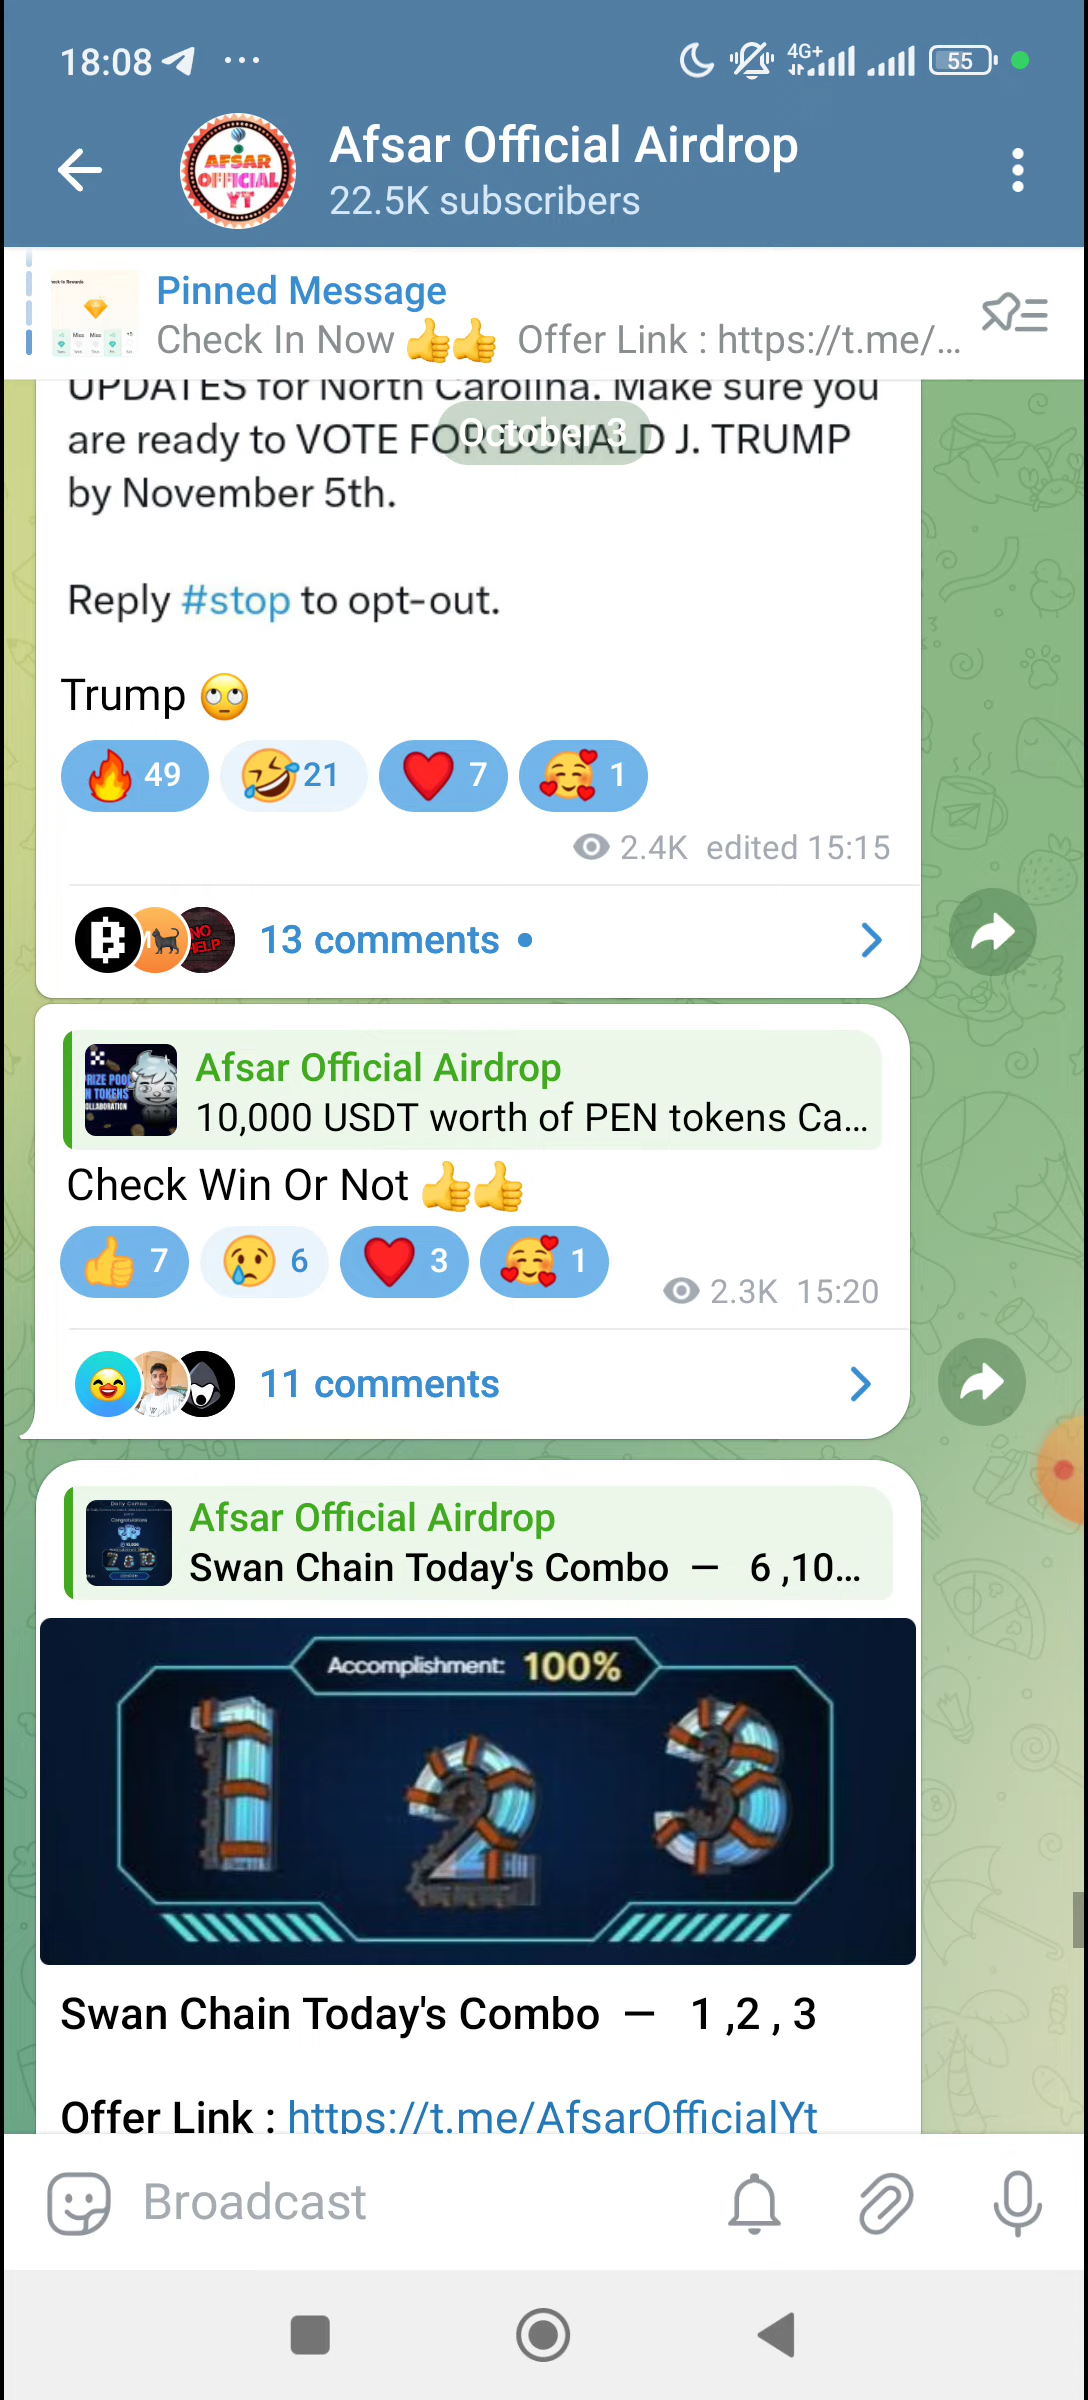 18:08
4G+
55
AFSAR
OFFICIAL
YT
Afsar Official Airdrop
22.5K subscribers
Pinned Message
Check In Now 👍👍 Offer Link : https://t.me/...
UPDATES for North Carolina. Make sure you
October 3
are ready to VOTE FOR DONALD J. TRUMP
by November 5th.
Reply #stop to opt-out.
Trump 🙄
🔥 49 🤣 21 ❤️ 7 🥰 1
2.4K edited 15:15
NO
HELP
13 comments
Afsar Official Airdrop
10,000 USDT worth of PEN tokens Ca...
Check Win Or Not 👍👍
👍 7 😢 6 ❤️ 3 🥰 1
2.3K 15:20
11 comments
Afsar Official Airdrop
Swan Chain Today's Combo — 6 ,10...
Accomplishment: 100%
1 2 3
Swan Chain Today's Combo — 1 ,2 , 3
Offer Link : https://t.me/AfsarOfficialYt
Broadcast